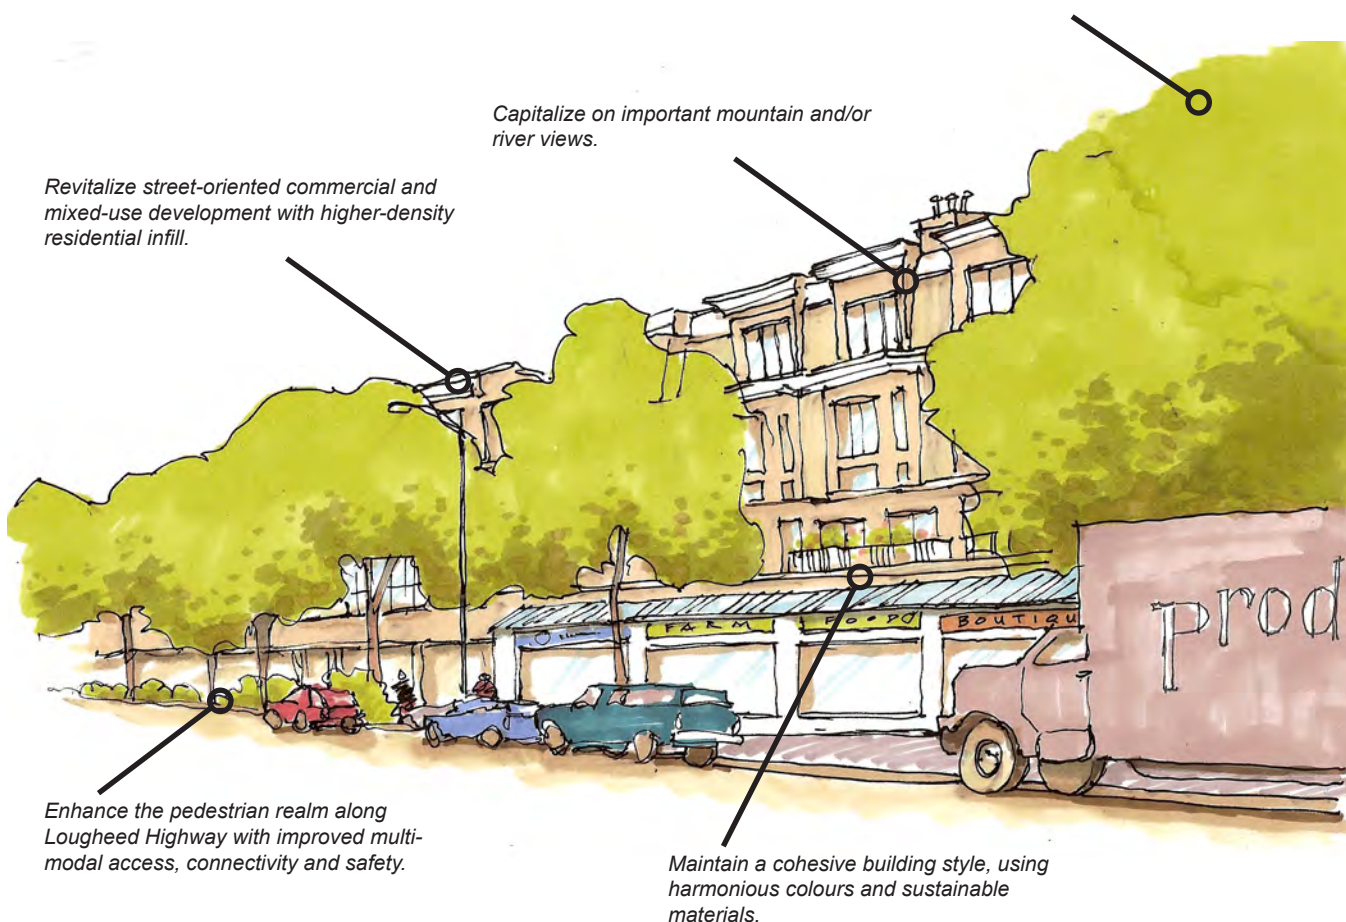 Capitalize on important mountain and/or
river views.
Revitalize street-oriented commercial and
mixed-use development with higher-density
residential infill.
FARM
FOODS
BOUTIQU
Prod
Enhance the pedestrian realm along
Lougheed Highway with improved multi-
modal access, connectivity and safety.
Maintain a cohesive building style, using
harmonious colours and sustainable
materials.